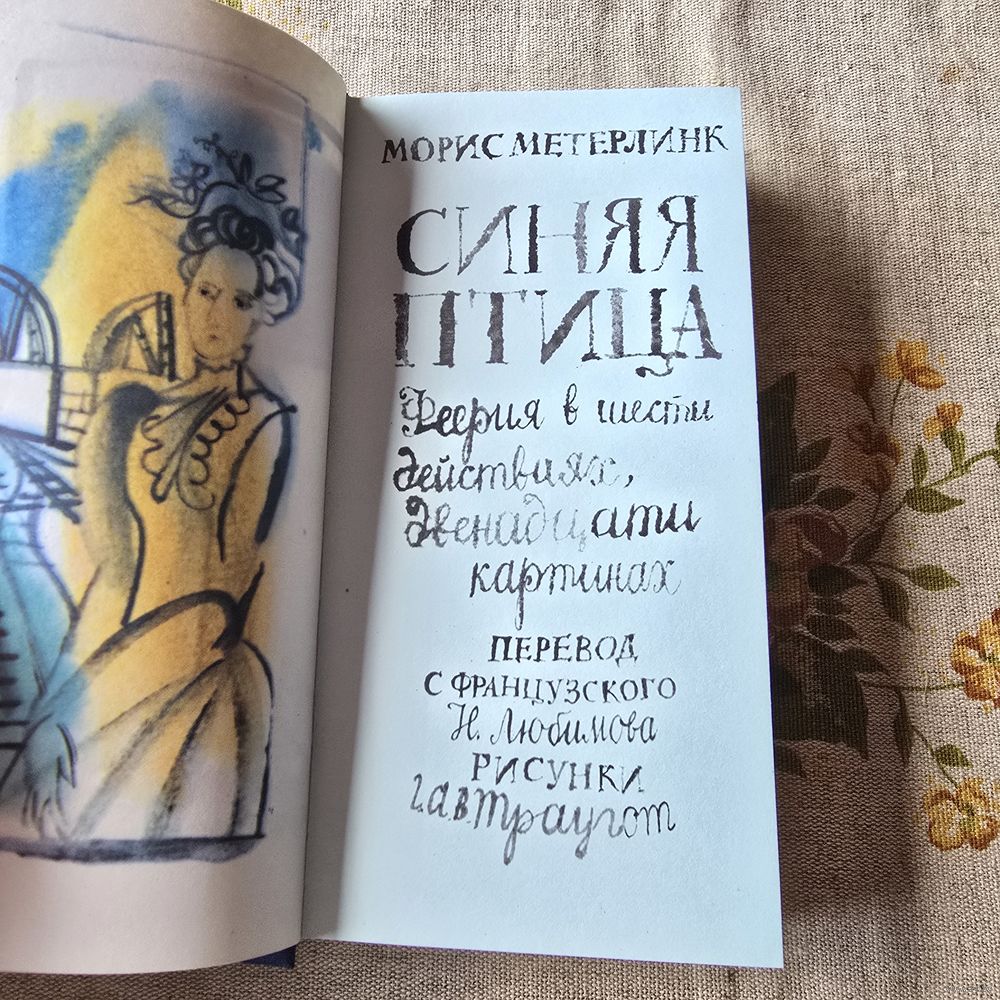 МОРИС МЕТЕРЛИНК
СИНЯЯ
ПТИЦА
Феерия в шести
действиях,
двенадцати
картинах
ПЕРЕВОД
С ФРАНЦУЗСКОГО
Н. Любимова
РИСУНКИ
Г.А.В.Траугот